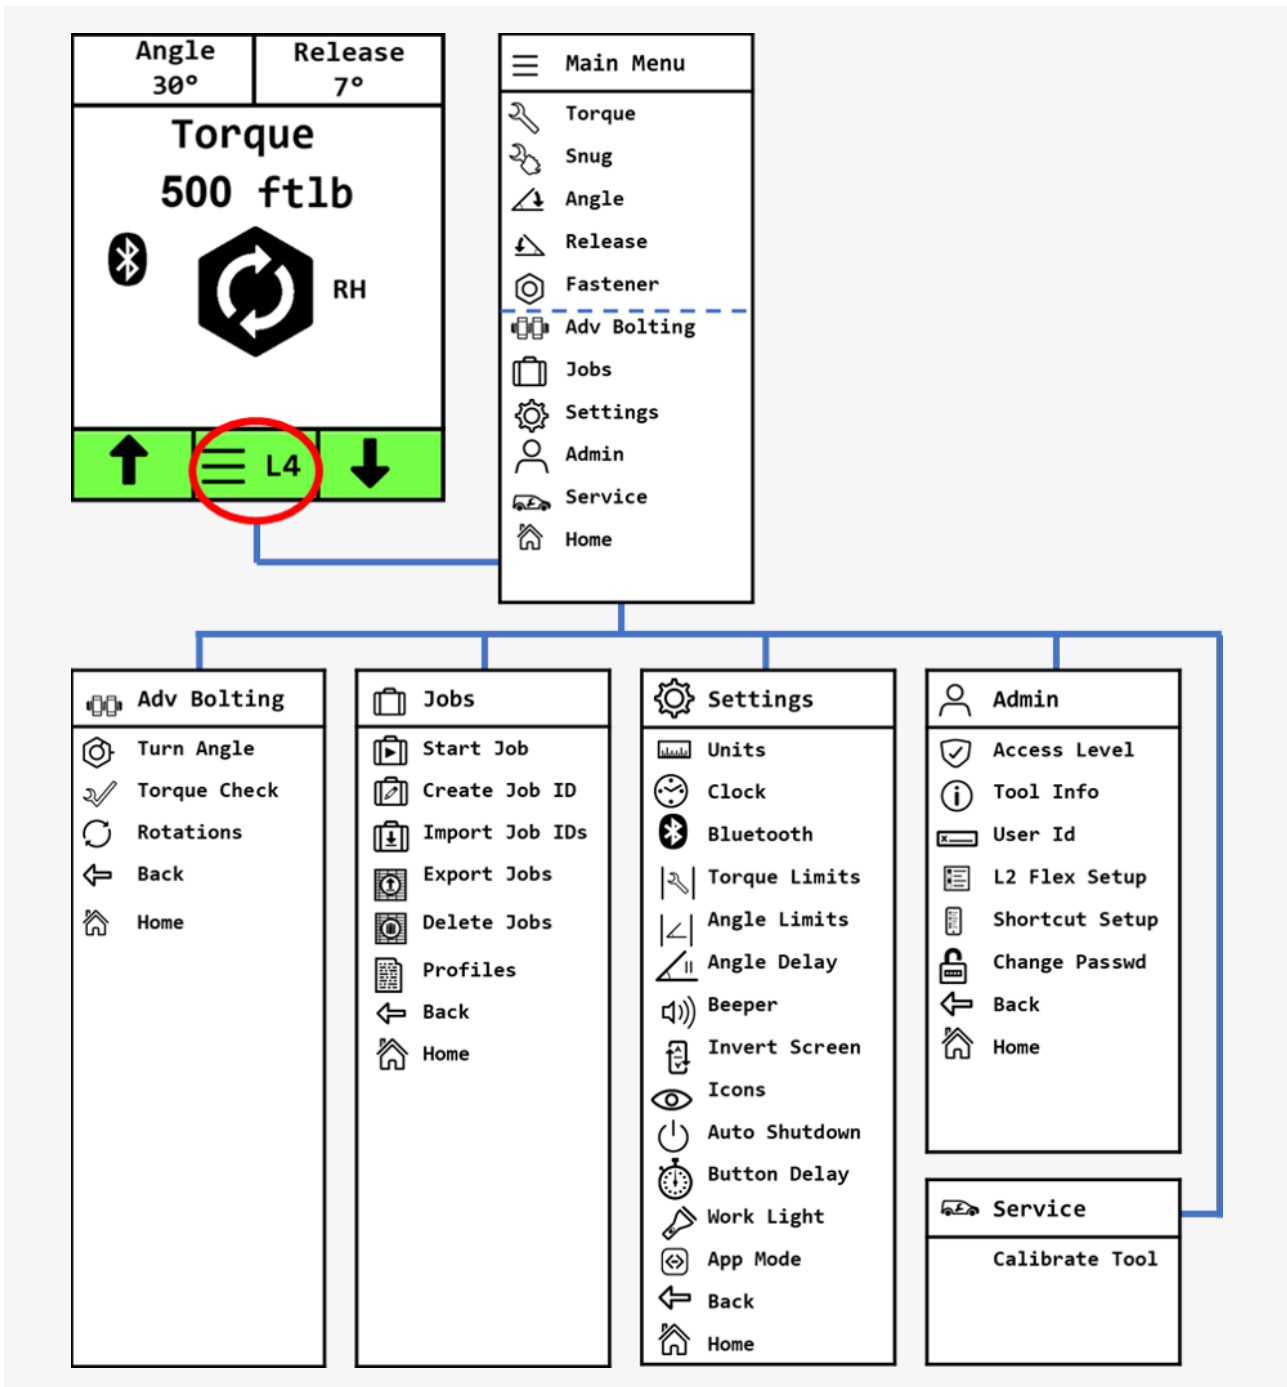 Angle
30°
Release
7°
Torque
500 ftlb
RH
L4
Main Menu
Torque
Snug
Angle
Release
Fastener
Adv Bolting
Jobs
Settings
Admin
Service
Home
Adv Bolting
Turn Angle
Torque Check
Rotations
Back
Home
Jobs
Start Job
Create Job ID
Import Job IDs
Export Jobs
Delete Jobs
Profiles
Back
Home
Settings
Units
Clock
Bluetooth
Torque Limits
Angle Limits
Angle Delay
Beeper
Invert Screen
Icons
Auto Shutdown
Button Delay
Work Light
App Mode
Back
Home
Admin
Access Level
Tool Info
User Id
L2 Flex Setup
Shortcut Setup
Change Passwd
Back
Home
Service
Calibrate Tool